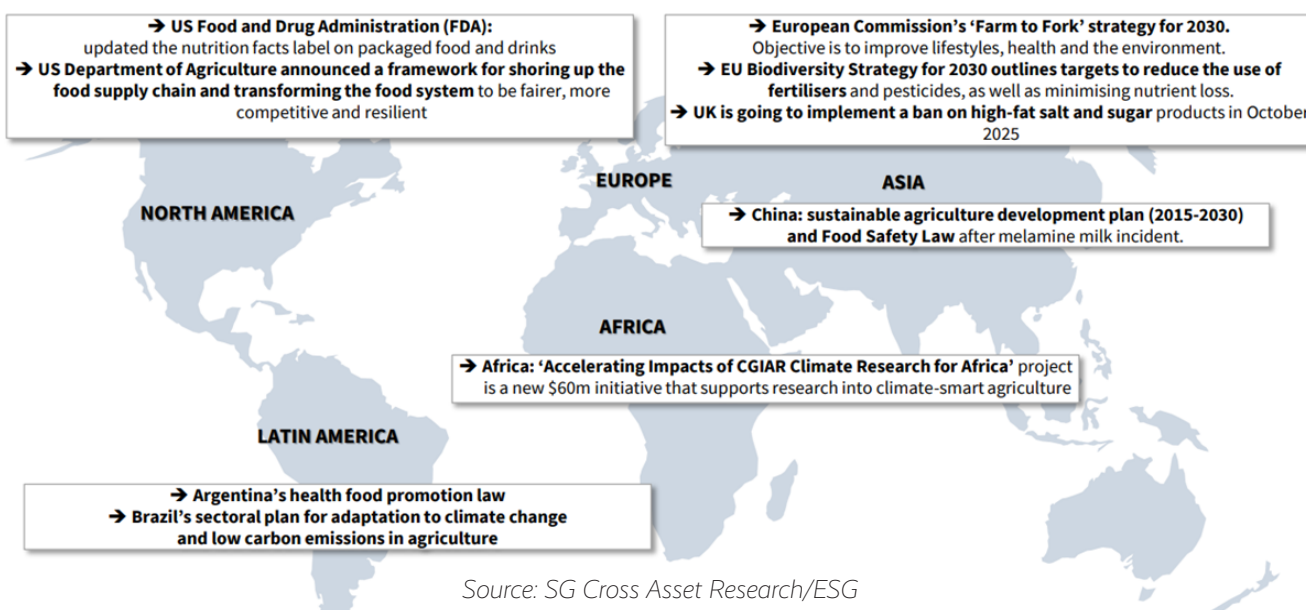 ➔ US Food and Drug Administration (FDA):
updated the nutrition facts label on packaged food and drinks
➔ US Department of Agriculture announced a framework for shoring up the
food supply chain and transforming the food system to be fairer, more
competitive and resilient
➔ European Commission's 'Farm to Fork' strategy for 2030.
Objective is to improve lifestyles, health and the environment.
➔ EU Biodiversity Strategy for 2030 outlines targets to reduce the use of
fertilisers and pesticides, as well as minimising nutrient loss.
➔ UK is going to implement a ban on high-fat salt and sugar products in October
2025
EUROPE
ASIA
NORTH AMERICA
➔ China: sustainable agriculture development plan (2015-2030)
and Food Safety Law after melamine milk incident.
AFRICA
➔ Africa: 'Accelerating Impacts of CGIAR Climate Research for Africa' project
is a new $60m initiative that supports research into climate-smart agriculture
LATIN AMERICA
➔ Argentina's health food promotion law
➔ Brazil's sectoral plan for adaptation to climate change
and low carbon emissions in agriculture
Source: SG Cross Asset Research/ESG